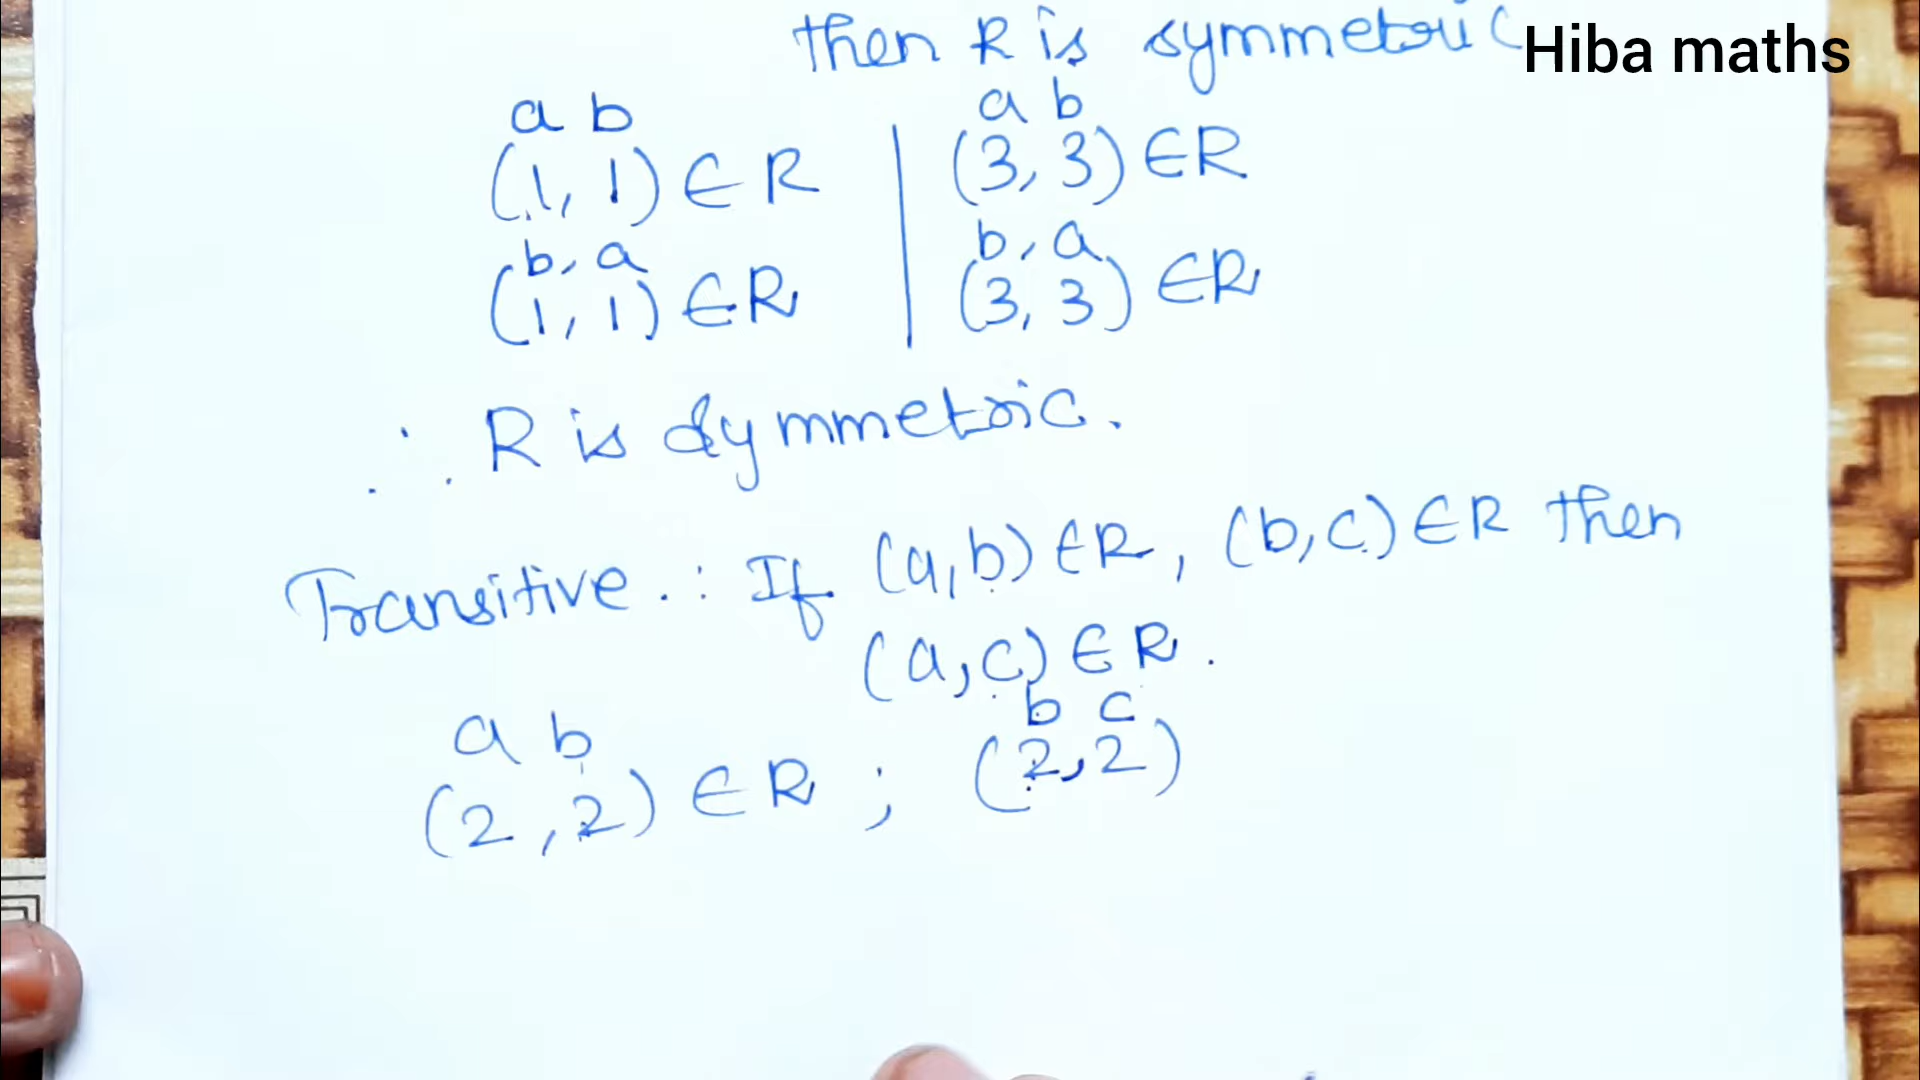 then R is symmetric
Hiba maths
a b
(1, 1) ∈ R
b, a
(1, 1) ∈ R
a b
(3, 3) ∈ R
b, a
(3, 3) ∈ R
∴ R is symmetric.
Transitive : If (a,b) ∈ R, (b,c) ∈ R then
(a,c) ∈ R.
a b b c
(2, 2) ∈ R ; (2, 2)